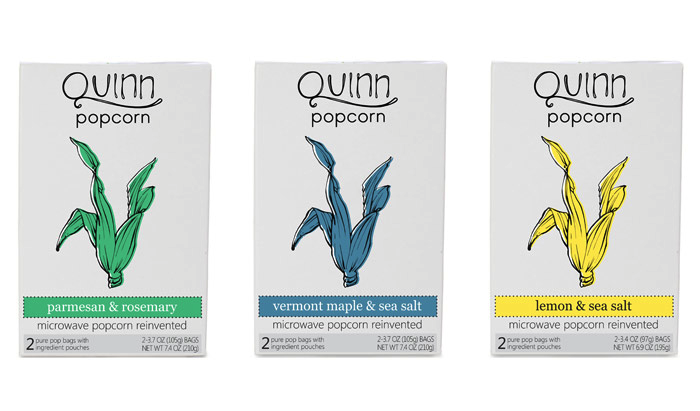 Quinn
popcorn
parmesan & rosemary
microwave popcorn reinvented
2 pure pop bags with
ingredient pouches
2-3.7 OZ (105g) BAGS
NET WT 7.4 OZ (210g)
Quinn
popcorn
vermont maple & sea salt
microwave popcorn reinvented
2 pure pop bags with
ingredient pouches
2-3.7 OZ (105g) BAGS
NET WT 7.4 OZ (210g)
Quinn
popcorn
lemon & sea salt
microwave popcorn reinvented
2 pure pop bags with
ingredient pouches
2-3.4 OZ (97g) BAGS
NET WT 6.9 OZ (195g)